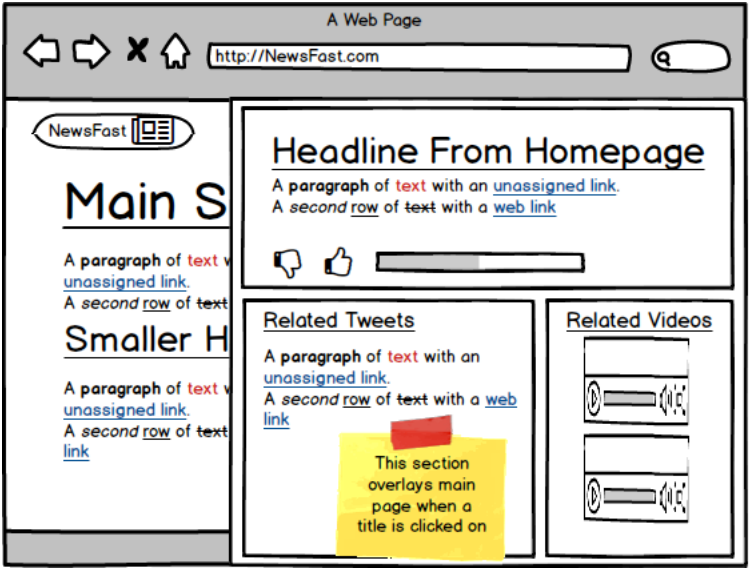 A Web Page
http://NewsFast.com
NewsFast
Main S
A paragraph of text w
unassigned link.
A second row of text
Smaller H
A paragraph of text w
unassigned link.
A second row of text
link
Headline From Homepage
A paragraph of text with an unassigned link.
A second row of text with a web link
Related Tweets
A paragraph of text with an
unassigned link.
A second row of text with a web
link
This section
overlays main
page when a
title is clicked on
Related Videos